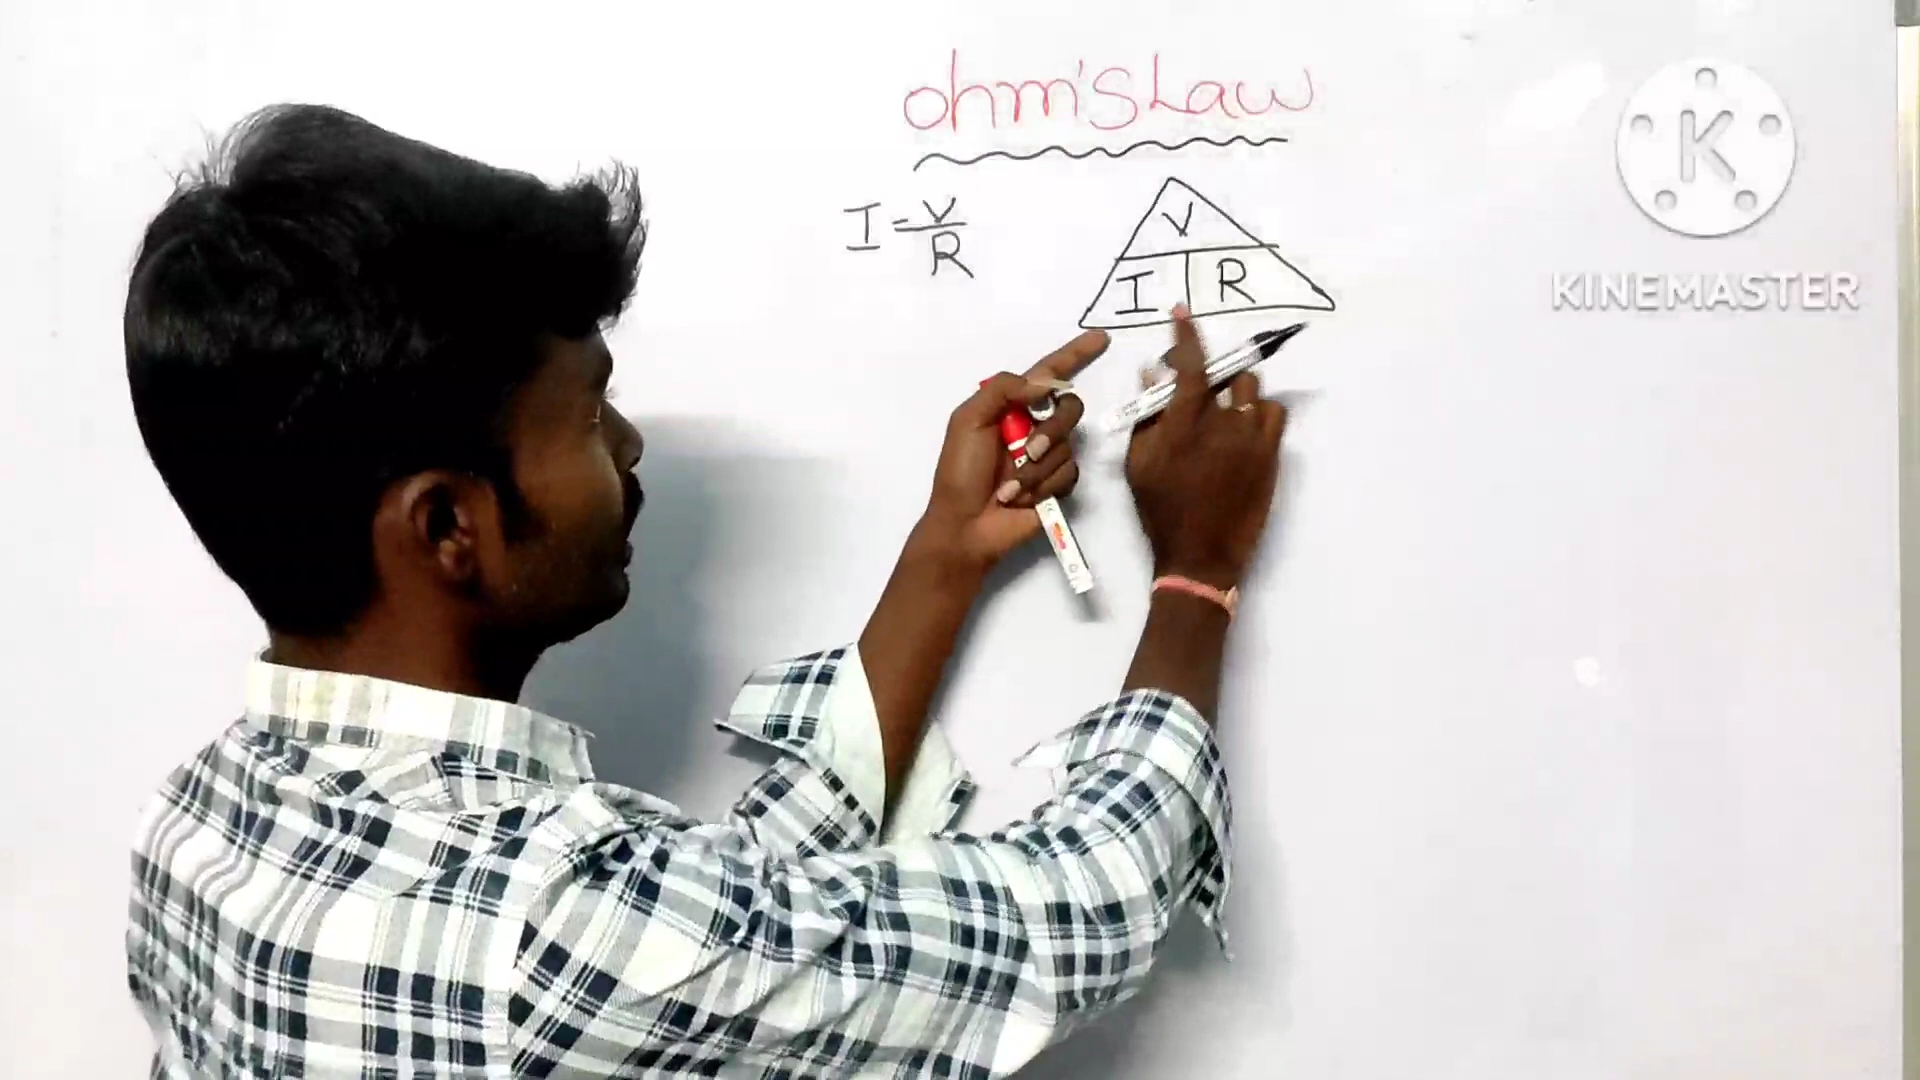 ohm's Law
I = V
R
V
I R
K
KINEMASTER